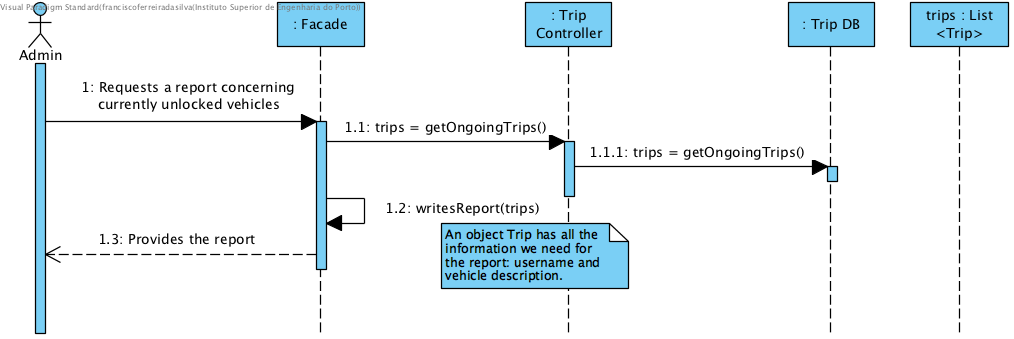 Visual Paradigm Standard(franciscoferreiradasilva(Instituto Superior de Engenharia do Porto))
: Facade
: Trip
Controller
: Trip DB
trips : List
<Trip>
Admin
1: Requests a report concerning
currently unlocked vehicles
1.1: trips = getOngoingTrips()
1.1.1: trips = getOngoingTrips()
1.2: writesReport(trips)
An object Trip has all the
information we need for
the report: username and
vehicle description.
1.3: Provides the report